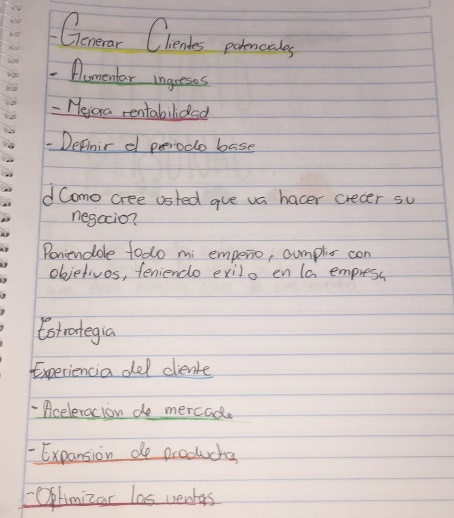 - Generar Clientes potenciales
- Aumentar ingresos
- Mejora rentabilidad
- Definir el periodo base
¿Como cree usted que va hacer crecer su
negocio?
Poniendole todo mi empeño, cumplir con
objetivos, teniendo exito en la empresa
Estrategia
Experiencia del cliente
- Aceleración de mercado
- Expansión de productos
- Optimizar las ventas